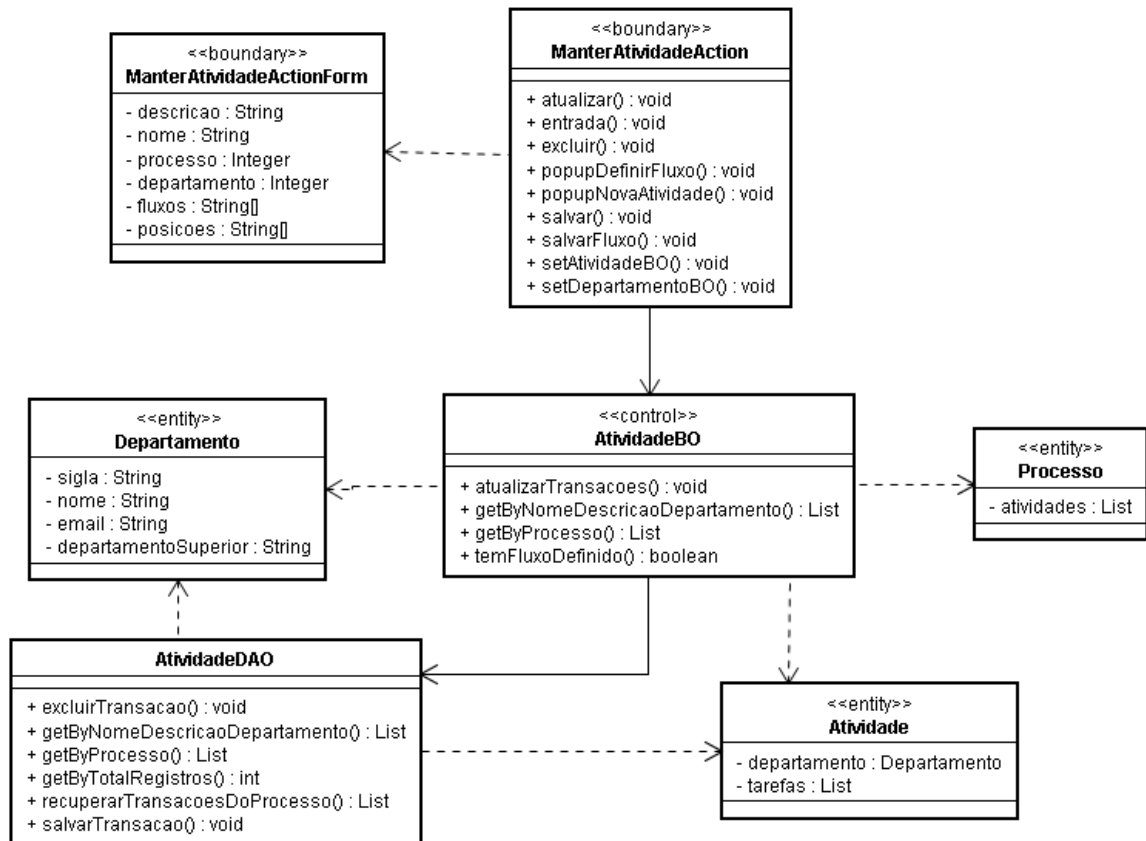 <<boundary>>
ManterAtividadeActionForm
- descricao : String
- nome : String
- processo : Integer
- departamento : Integer
- fluxos : String[]
- posicoes : String[]
<<boundary>>
ManterAtividadeAction
+ atualizar() : void
+ entrada() : void
+ excluir() : void
+ popupDefinirFluxo() : void
+ popupNovaAtividade() : void
+ salvar() : void
+ salvarFluxo() : void
+ setAtividadeBO() : void
+ setDepartamentoBO() : void
<<entity>>
Departamento
- sigla : String
- nome : String
- email : String
- departamentoSuperior : String
<<control>>
AtividadeBO
+ atualizarTransacoes() : void
+ getByNomeDescricaoDepartamento() : List
+ getByProcesso() : List
+ temFluxoDefinido() : boolean
<<entity>>
Processo
- atividades : List
AtividadeDAO
+ excluirTransacao() : void
+ getByNomeDescricaoDepartamento() : List
+ getByProcesso() : List
+ getByTotalRegistros() : int
+ recuperarTransacoesDoProcesso() : List
+ salvarTransacao() : void
<<entity>>
Atividade
- departamento : Departamento
- tarefas : List